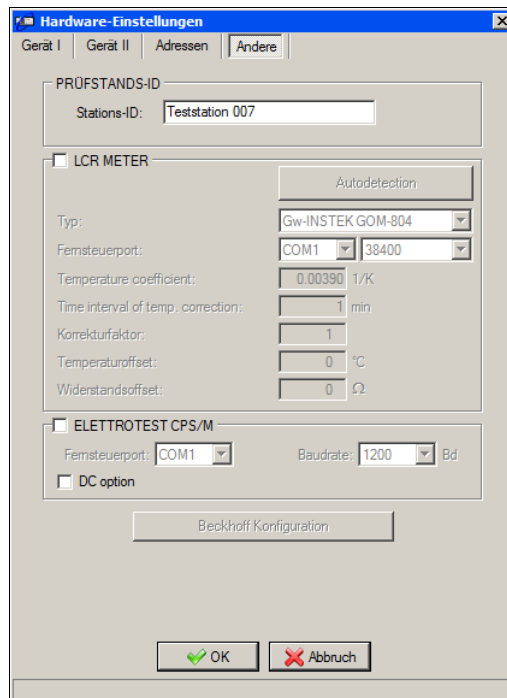 Hardware-Einstellungen
Gerät I Gerät II Adressen Andere
PRÜFSTANDS-ID
Stations-ID: Teststation 007
LCR METER
Autodetection
Typ: Gw-INSTEK GOM-804
Fernsteuerport: COM1 38400
Temperature coefficient: 0.00390 1/K
Time interval of temp. correction: 1 min
Korrekturfaktor: 1
Temperaturoffset: 0 °C
Widerstandsoffset: 0 Ω
ELETTROTEST CPS/M
Fernsteuerport: COM1 Baudrate: 1200 Bd
DC option
Beckhoff Konfiguration
OK Abbruch